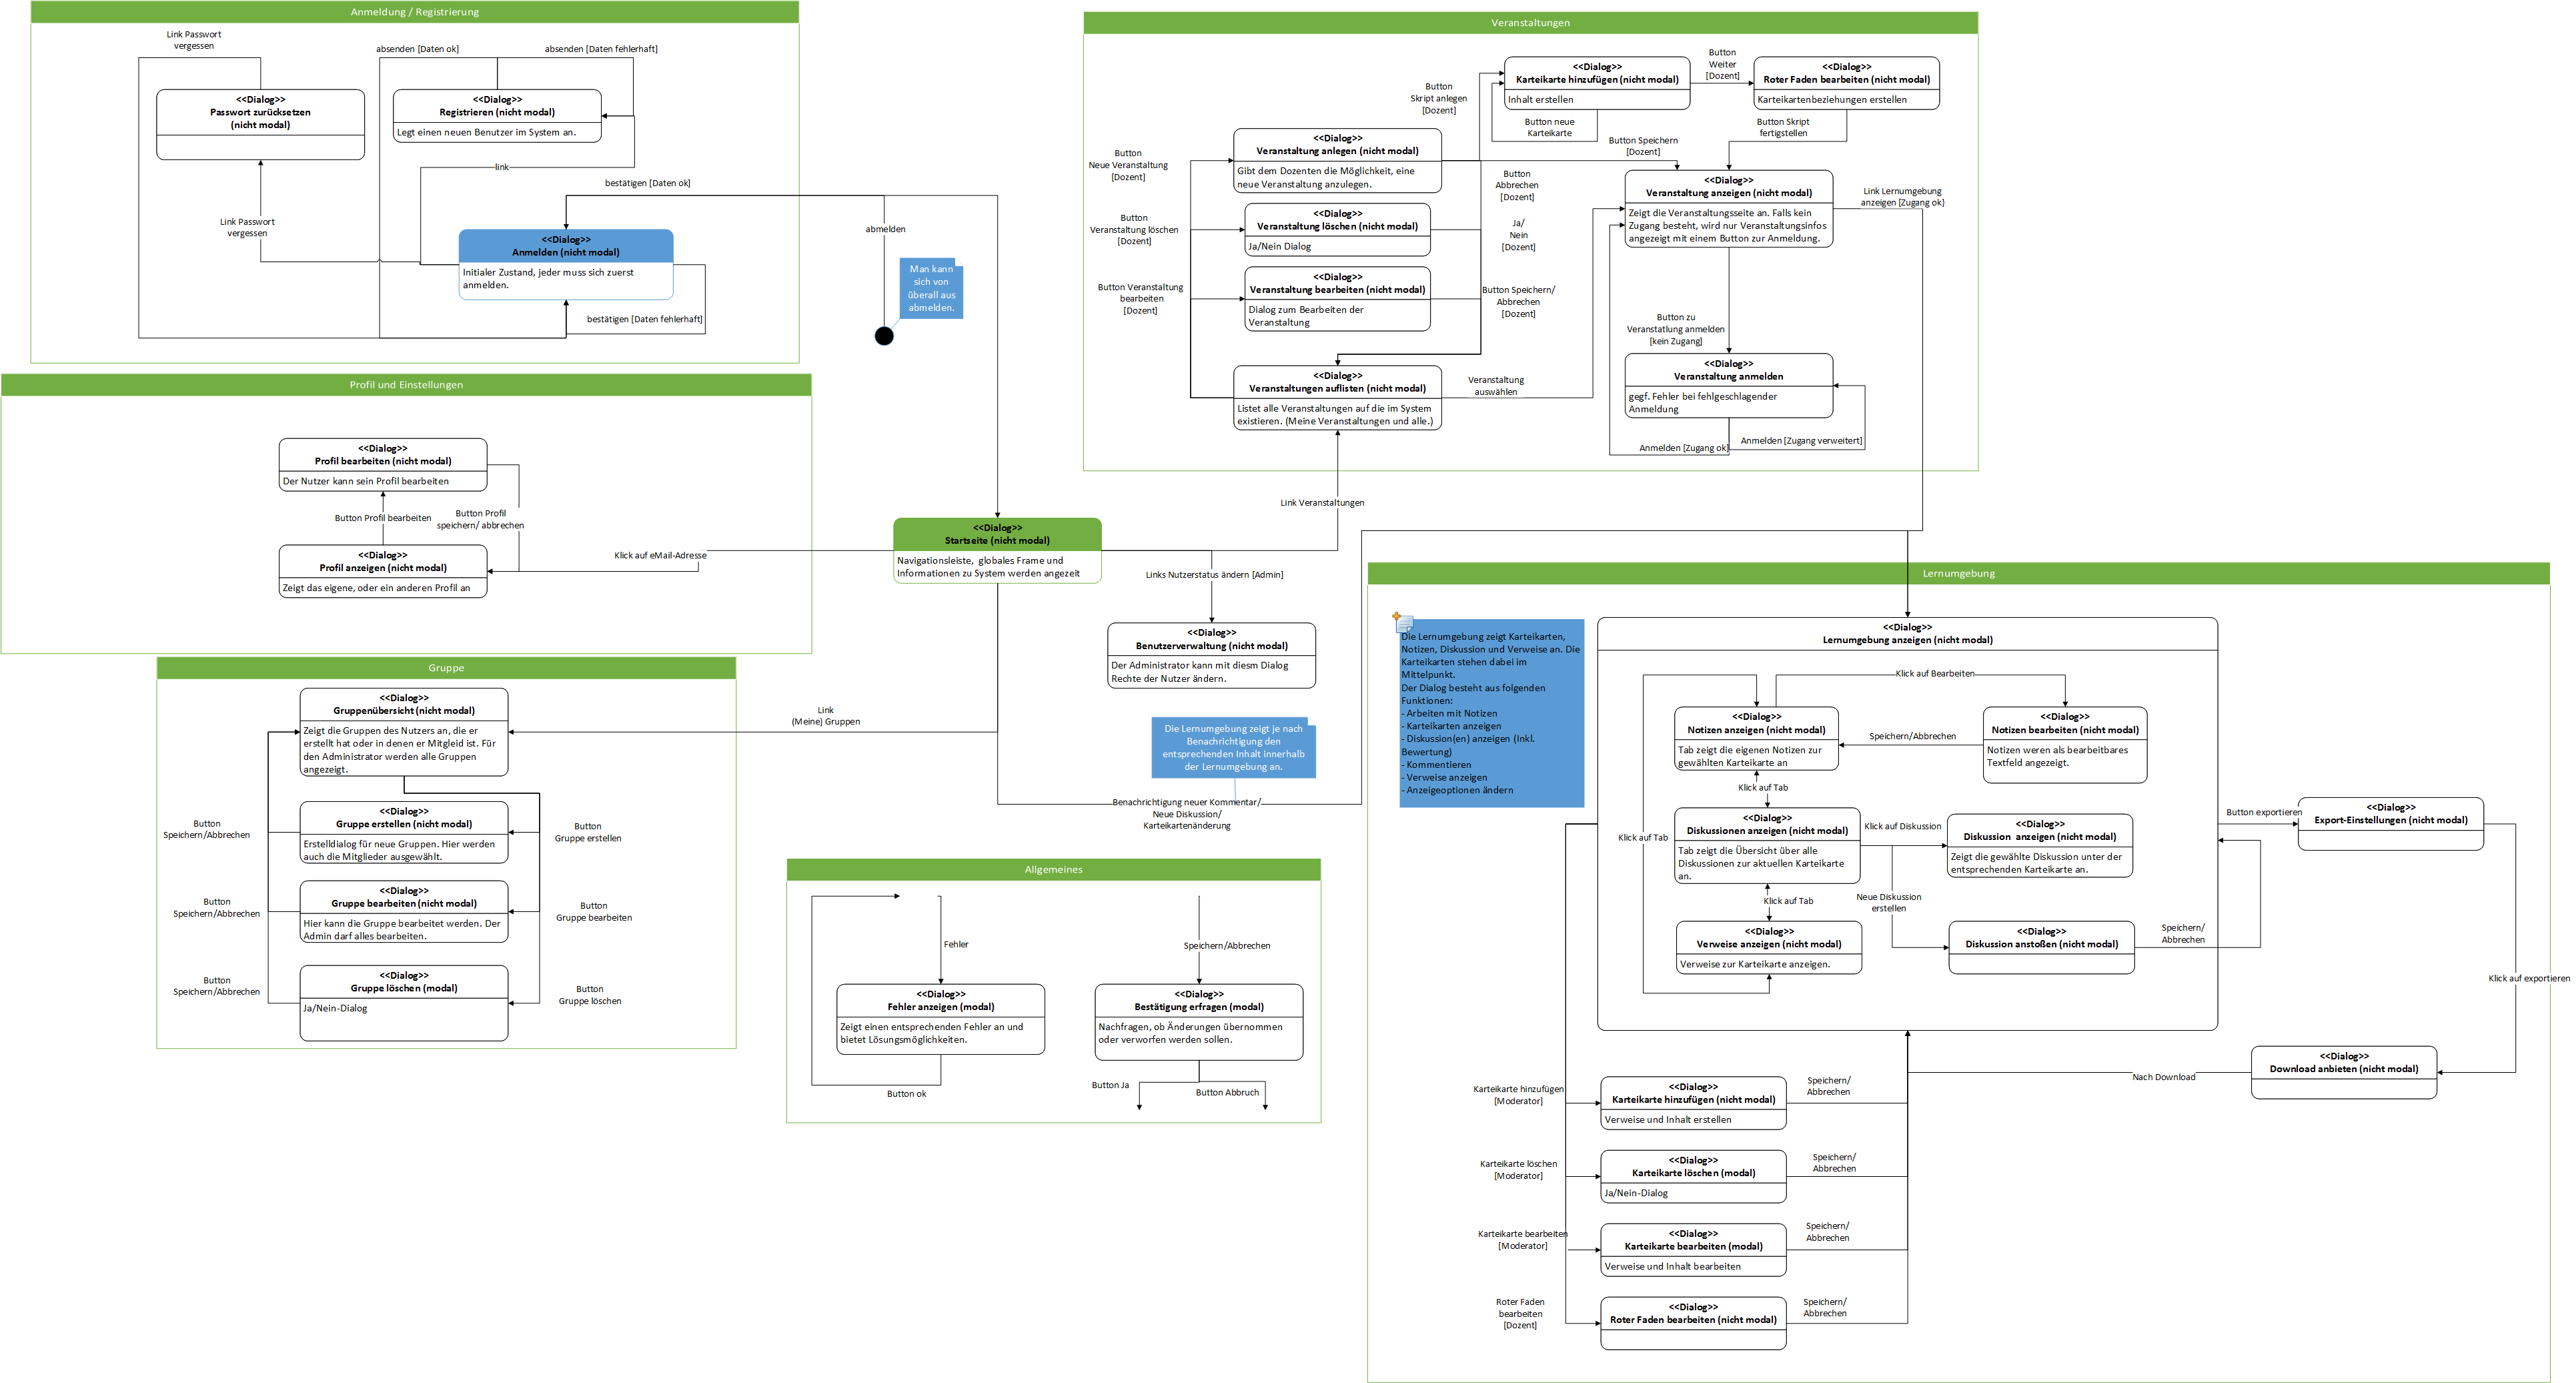 Anmeldung / Registrierung
Link Passwort
vergessen
absenden [Daten ok]
absenden [Daten fehlerhaft]
<<Dialog>>
Passwort zurücksetzen
(nicht modal)
<<Dialog>>
Registrieren (nicht modal)
Legt einen neuen Benutzer im System an.
link
bestätigen [Daten ok]
Link Passwort
vergessen
abmelden
<<Dialog>>
Anmelden (nicht modal)
Initialer Zustand, jeder muss sich zuerst
anmelden.
Man kann
sich von
überall aus
abmelden.
bestätigen [Daten fehlerhaft]
Profil und Einstellungen
<<Dialog>>
Profil bearbeiten (nicht modal)
Der Nutzer kann sein Profil bearbeiten
Button Profil bearbeiten
Button Profil
speichern/ abbrechen
<<Dialog>>
Profil anzeigen (nicht modal)
Zeigt das eigene, oder ein anderen Profil an
Klick auf eMail-Adresse
<<Dialog>>
Startseite (nicht modal)
Navigationsleiste, globales Frame und
Informationen zu System werden angezeit
Link Veranstaltungen
Links Nutzerstatus ändern [Admin]
<<Dialog>>
Benutzerverwaltung (nicht modal)
Der Administrator kann mit diesm Dialog
Rechte der Nutzer ändern.
Link
(Meine) Gruppen
Die Lernumgebung zeigt je nach
Benachrichtigung den
entsprechenden Inhalt innerhalb
der Lernumgebung an.
Benachrichtigung neuer Kommentar/
Neue Diskussion/
Karteikartenänderung
Gruppe
<<Dialog>>
Gruppenübersicht (nicht modal)
Zeigt die Gruppen des Nutzers an, die er
erstellt hat oder in denen er Mitgleid ist. Für
den Administrator werden alle Gruppen
angezeigt.
Button
Speichern/Abbrechen
<<Dialog>>
Gruppe erstellen (nicht modal)
Erstelldialog für neue Gruppen. Hier werden
auch die Mitglieder ausgewählt.
Button
Gruppe erstellen
Button
Speichern/Abbrechen
<<Dialog>>
Gruppe bearbeiten (nicht modal)
Hier kann die Gruppe bearbeitet werden. Der
Admin darf alles bearbeiten.
Button
Gruppe bearbeiten
Button
Speichern/Abbrechen
<<Dialog>>
Gruppe löschen (modal)
Ja/Nein-Dialog
Button
Gruppe löschen
Allgemeines
Fehler
Speichern/Abbrechen
<<Dialog>>
Fehler anzeigen (modal)
Zeigt einen entsprechenden Fehler an und
bietet Lösungsmöglichkeiten.
<<Dialog>>
Bestätigung erfragen (modal)
Nachfragen, ob Änderungen übernommen
oder verworfen werden sollen.
Button ok
Button Ja
Button Abbruch
Veranstaltungen
<<Dialog>>
Karteikarte hinzufügen (nicht modal)
Inhalt erstellen
Button
Weiter
[Dozent]
<<Dialog>>
Roter Faden bearbeiten (nicht modal)
Karteikartenbeziehungen erstellen
Button
Skript anlegen
[Dozent]
Button neue
Karteikarte
Button Skript
fertigstellen
Button
Neue Veranstaltung
[Dozent]
<<Dialog>>
Veranstaltung anlegen (nicht modal)
Gibt dem Dozenten die Möglichkeit, eine
neue Veranstaltung anzulegen.
Button Speichern
[Dozent]
Button
Abbrechen
[Dozent]
<<Dialog>>
Veranstaltung anzeigen (nicht modal)
Zeigt die Veranstaltungsseite an. Falls kein
Zugang besteht, wird nur Veranstaltungsinfos
angezeigt mit einem Button zur Anmeldung.
Link Lernumgebung
anzeigen [Zugang ok}
Button
Veranstaltung löschen
[Dozent]
<<Dialog>>
Veranstaltung löschen (nicht modal)
Ja/Nein Dialog
Ja/
Nein
[Dozent]
Button Veranstaltung
bearbeiten
[Dozent]
<<Dialog>>
Veranstaltung bearbeiten (nicht modal)
Dialog zum Bearbeiten der
Veranstaltung
Button Speichern/
Abbrechen
[Dozent]
Button zu
Veranstatlung anmelden
[kein Zugang]
<<Dialog>>
Veranstaltungen auflisten (nicht modal)
Listet alle Veranstaltungen auf die im System
existieren. (Meine Veranstaltungen und alle.)
Veranstaltung
auswählen
<<Dialog>>
Veranstaltung anmelden
gegf. Fehler bei fehlgeschlagender
Anmeldung
Anmelden [Zugang ok]
Anmelden [Zugang verweitert]
Lernumgebung
Die Lernumgebung zeigt Karteikarten,
Notizen, Diskussion und Verweise an. Die
Karteikarten stehen dabei im
Mittelpunkt.
Der Dialog besteht aus folgenden
Funktionen:
- Arbeiten mit Notizen
- Karteikarten anzeigen
- Diskussion(en) anzeigen (Inkl.
Bewertung)
- Kommentieren
- Verweise anzeigen
- Anzeigeoptionen ändern
<<Dialog>>
Lernumgebung anzeigen (nicht modal)
Klick auf Bearbeiten
<<Dialog>>
Notizen anzeigen (nicht modal)
Tab zeigt die eigenen Notizen zur
gewählten Karteikarte an
Speichern/Abbrechen
<<Dialog>>
Notizen bearbeiten (nicht modal)
Notizen weren als bearbeitbares
Textfeld angezeigt.
Klick auf Tab
Klick auf Tab
<<Dialog>>
Diskussionen anzeigen (nicht modal)
Tab zeigt die Übersicht über alle
Diskussionen zur aktuellen Karteikarte
an.
Klick auf Diskussion
<<Dialog>>
Diskussion anzeigen (nicht modal)
Zeigt die gewählte Diskussion unter der
entsprechenden Karteikarte an.
Klick auf Tab
Neue Diskussion
erstellen
<<Dialog>>
Verweise anzeigen (nicht modal)
Verweise zur Karteikarte anzeigen.
<<Dialog>>
Diskussion anstoßen (nicht modal)
Speichern/
Abbrechen
Button exportieren
<<Dialog>>
Export-Einstellungen (nicht modal)
Klick auf exportieren
<<Dialog>>
Download anbieten (nicht modal)
Nach Download
Karteikarte hinzufügen
[Moderator]
<<Dialog>>
Karteikarte hinzufügen (nicht modal)
Verweise und Inhalt erstellen
Speichern/
Abbrechen
Karteikarte löschen
[Moderator]
<<Dialog>>
Karteikarte löschen (modal)
Ja/Nein-Dialog
Speichern/
Abbrechen
Karteikarte bearbeiten
[Moderator]
<<Dialog>>
Karteikarte bearbeiten (modal)
Verweise und Inhalt bearbeiten
Speichern/
Abbrechen
Roter Faden
bearbeiten
[Dozent]
<<Dialog>>
Roter Faden bearbeiten (nicht modal)
Speichern/
Abbrechen